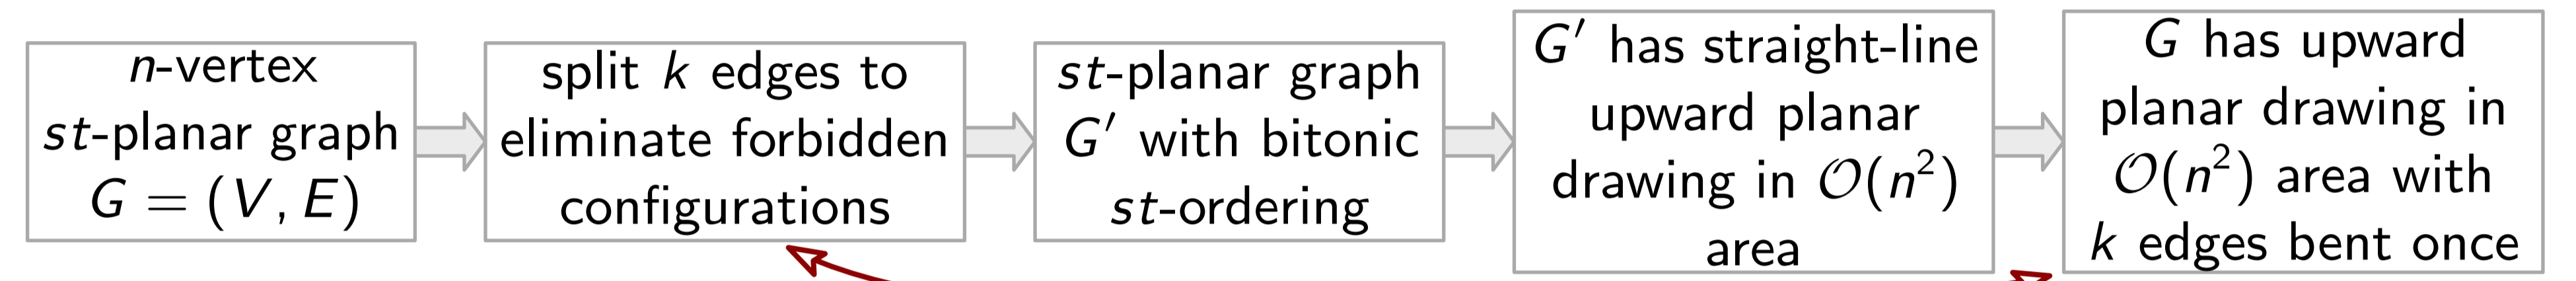 n-vertex
st-planar graph
G = (V, E)
split k edges to
eliminate forbidden
configurations
st-planar graph
G′ with bitonic
st-ordering
G′ has straight-line
upward planar
drawing in 𝒪(n²)
area
G has upward
planar drawing in
𝒪(n²) area with
k edges bent once